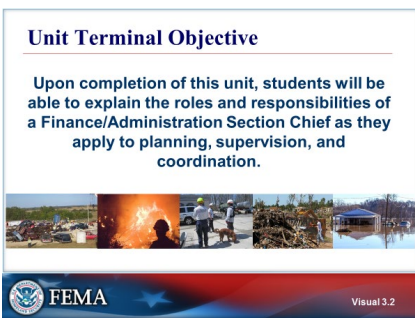 Unit Terminal Objective
Upon completion of this unit, students will be
able to explain the roles and responsibilities of
a Finance/Administration Section Chief as they
apply to planning, supervision, and
coordination.
FEMA
Visual 3.2